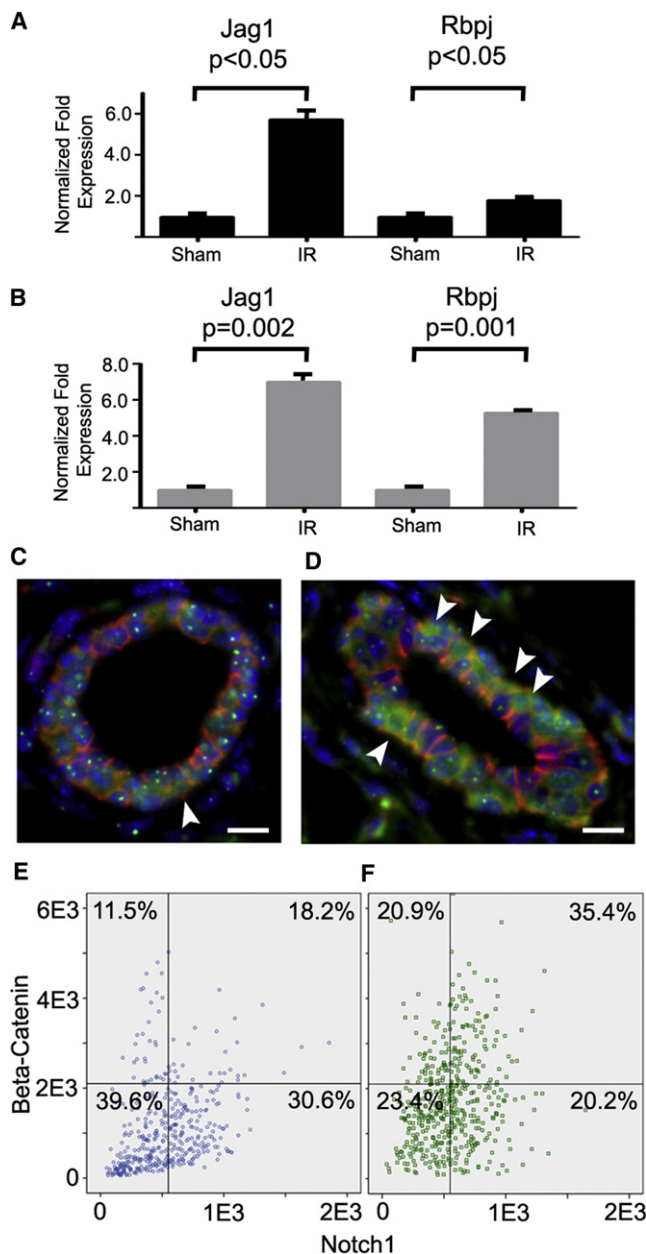 A
Jag1 Rbpj
p<0.05 p<0.05
Normalized Fold
Expression
6.0
4.0
2.0
Sham IR Sham IR
B
Jag1 Rbpj
p=0.002 p=0.001
Normalized Fold
Expression
8.0
6.0
4.0
2.0
Sham IR Sham IR
C D
E F
Beta-Catenin
6E3
4E3
2E3
0
11.5% 18.2% 20.9% 35.4%
39.6% 30.6% 23.4% 20.2%
0 1E3 2E3 0 1E3 2E3
Notch1